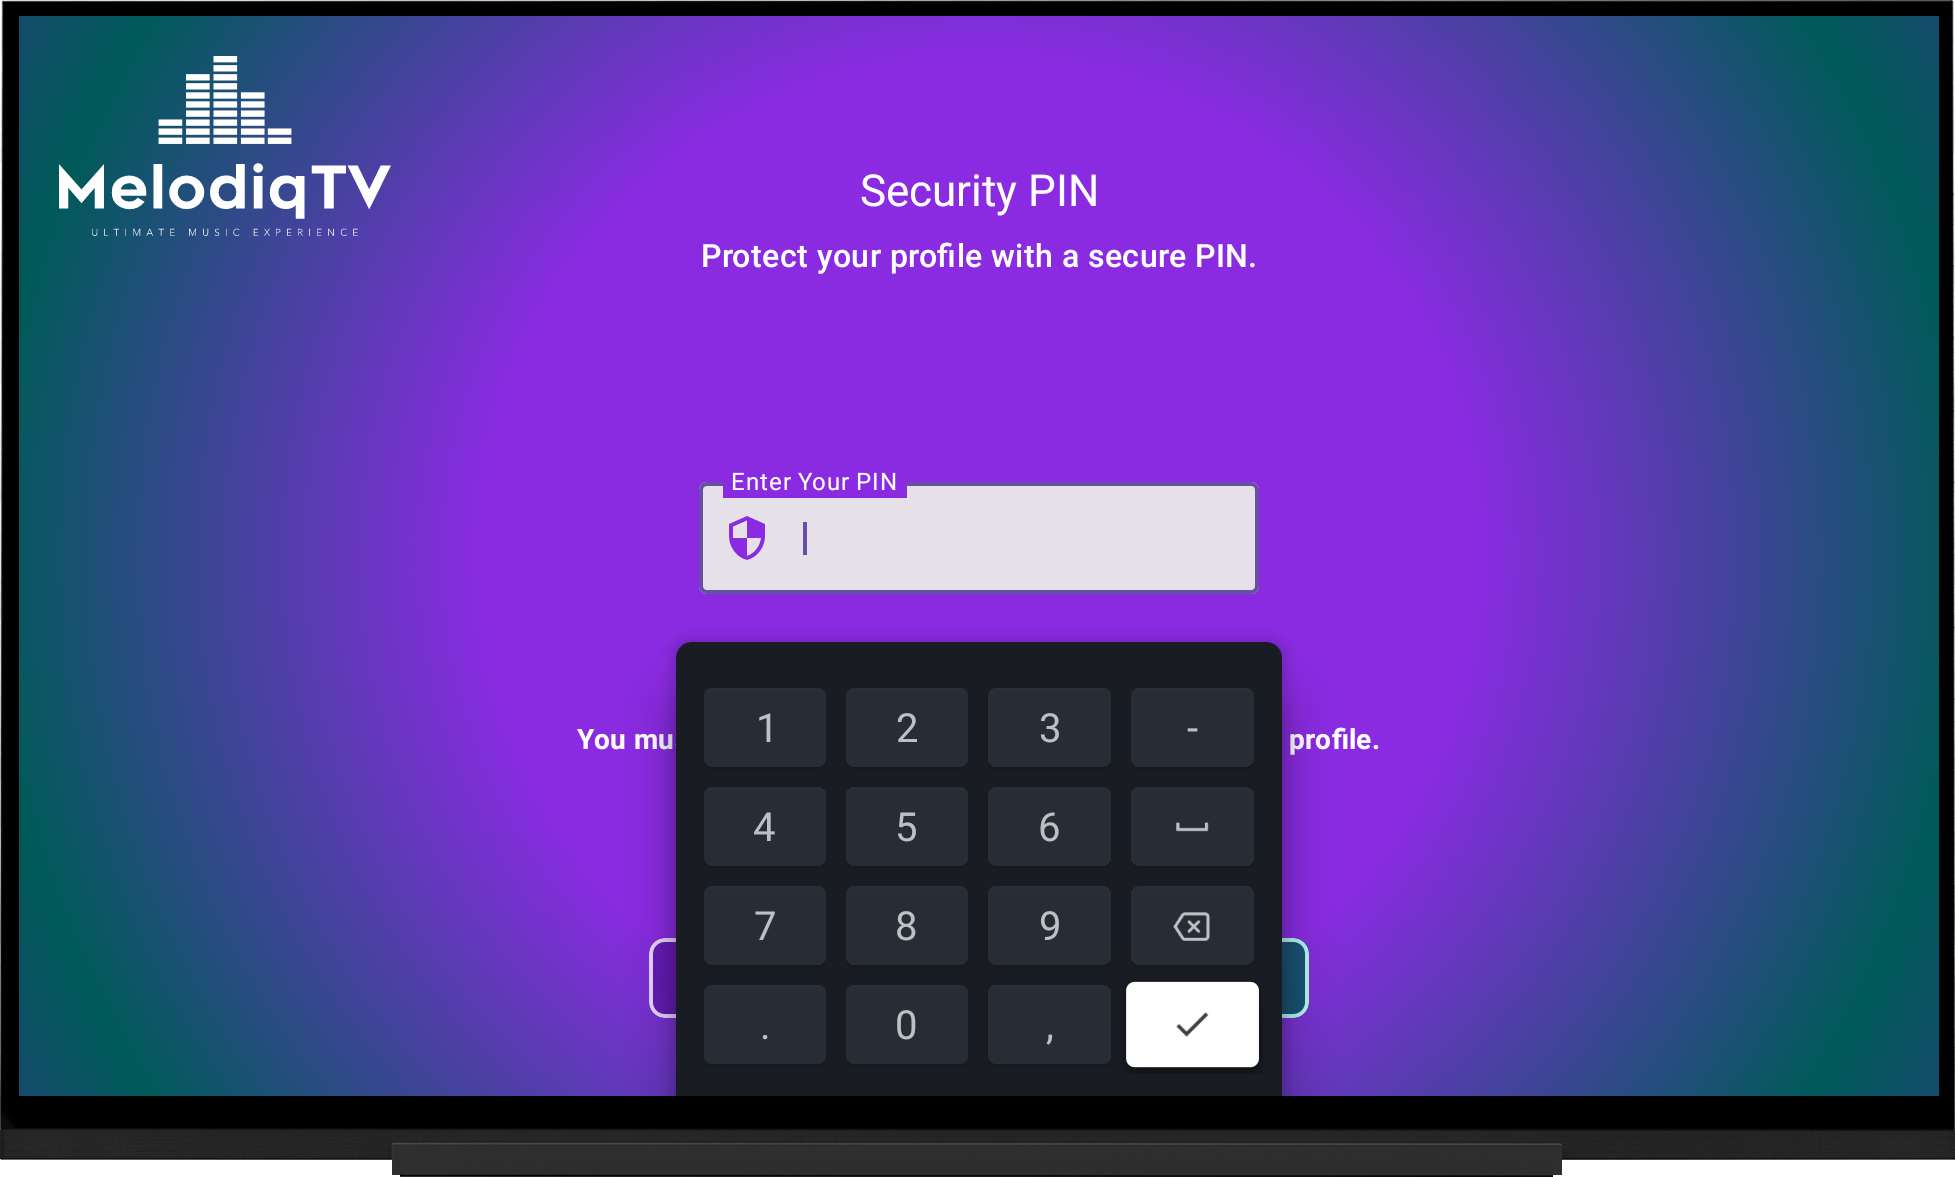 MelodiqTV
ULTIMATE MUSIC EXPERIENCE
Security PIN
Protect your profile with a secure PIN.
Enter Your PIN
You mu
profile.
1 2 3 -
4 5 6
7 8 9
. 0 ,